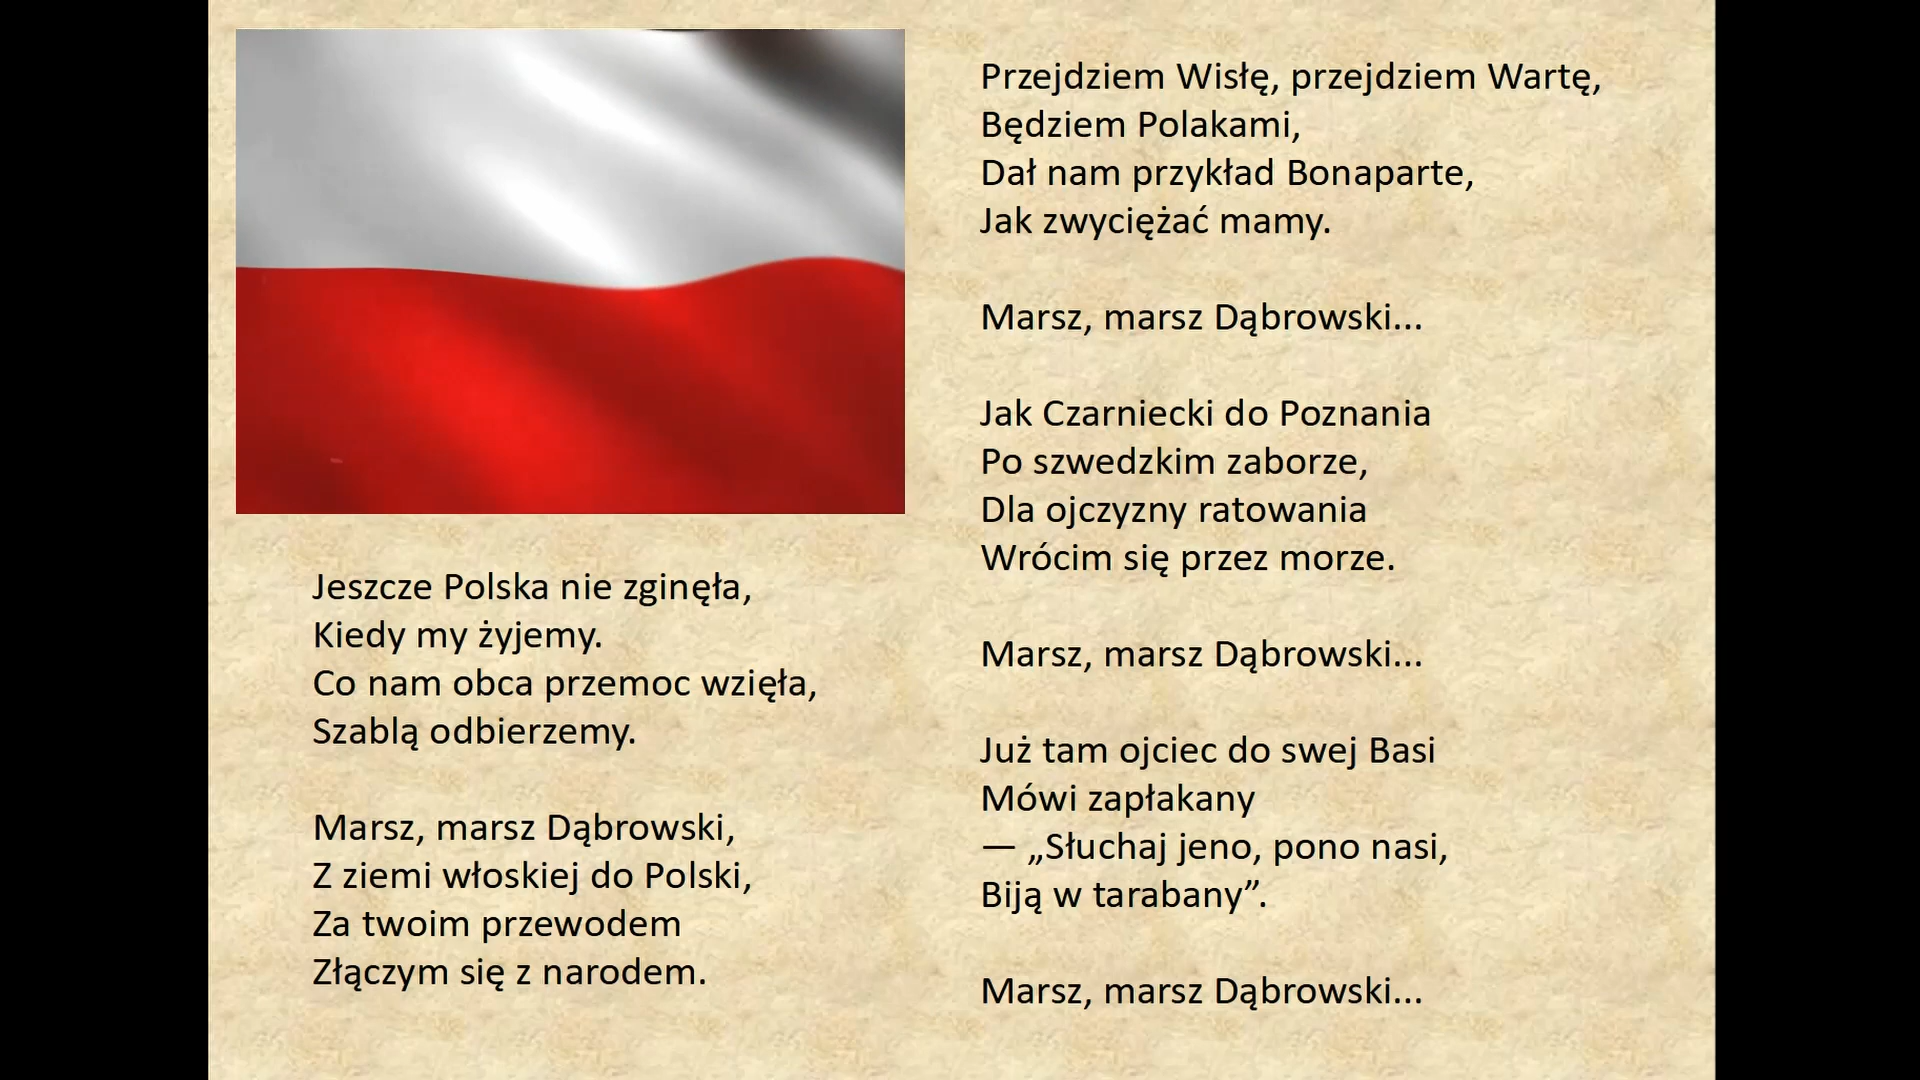 Jeszcze Polska nie zginęła,
Kiedy my żyjemy.
Co nam obca przemoc wzięła,
Szablą odbierzemy.
Marsz, marsz Dąbrowski,
Z ziemi włoskiej do Polski,
Za twoim przewodem
Złączym się z narodem.
Przejdziem Wisłę, przejdziem Wartę,
Będziem Polakami,
Dał nam przykład Bonaparte,
Jak zwyciężać mamy.
Marsz, marsz Dąbrowski...
Jak Czarniecki do Poznania
Po szwedzkim zaborze,
Dla ojczyzny ratowania
Wrócim się przez morze.
Marsz, marsz Dąbrowski...
Już tam ojciec do swej Basi
Mówi zapłakany
— „Słuchaj jeno, pono nasi,
Biją w tarabany”.
Marsz, marsz Dąbrowski...